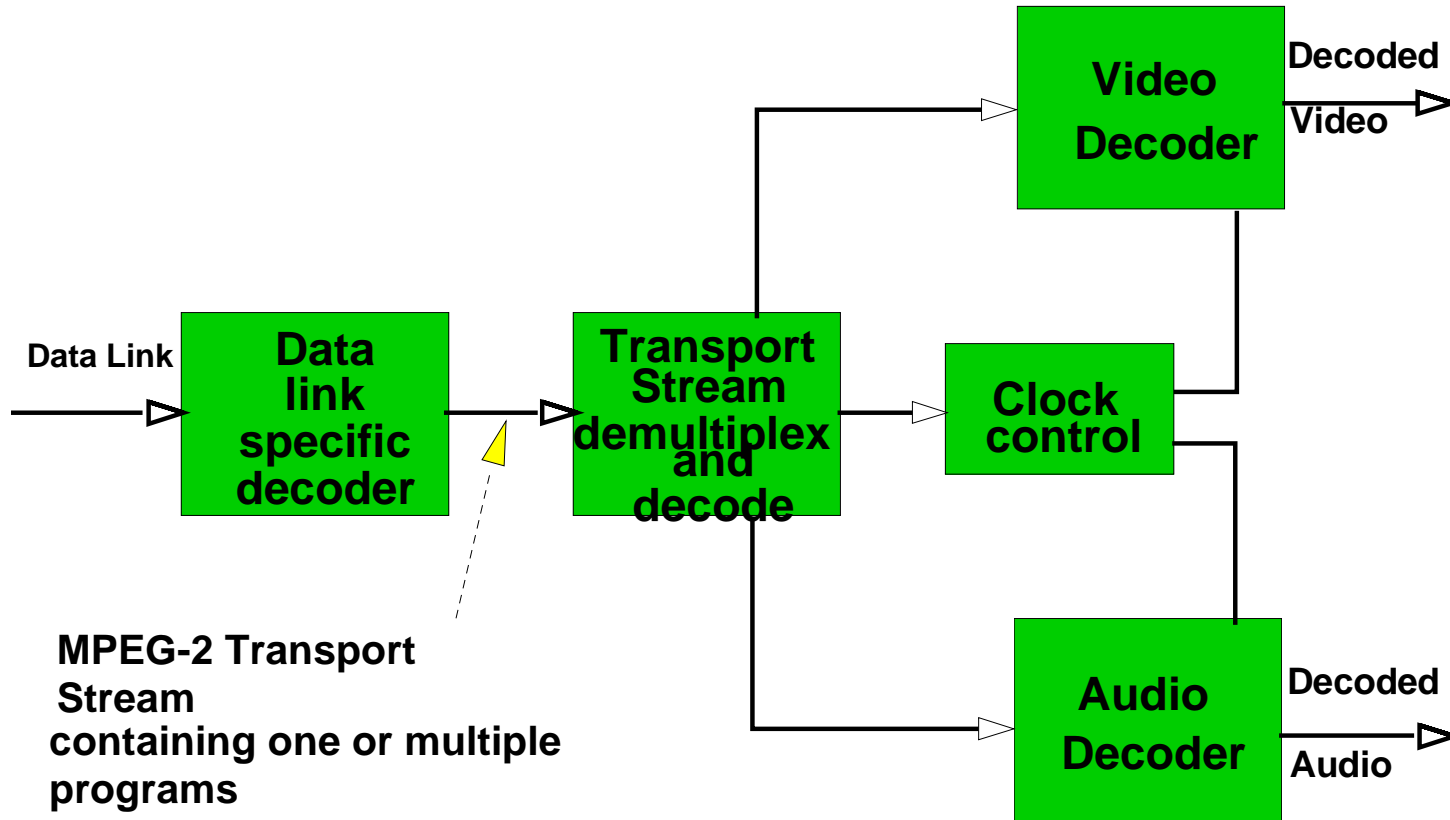 Data Link
Data
link
specific
decoder
Transport
Stream
demultiplex
and
decode
Clock
control
Video
Decoder
Decoded
Video
Audio
Decoder
Decoded
Audio
MPEG-2 Transport
Stream
containing one or multiple
programs